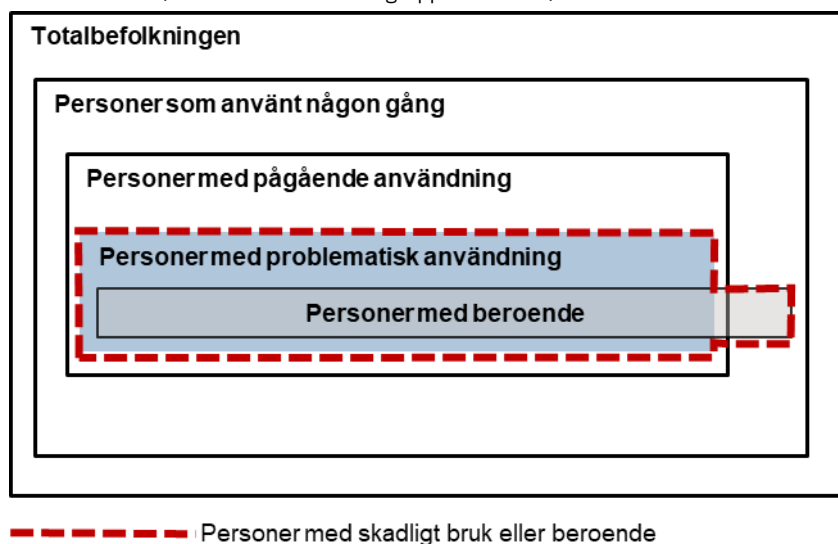 Totalbefolkningen
Personer som använt någon gång
Personer med pågående användning
Personer med problematisk användning
Personer med beroende
Personer med skadligt bruk eller beroende